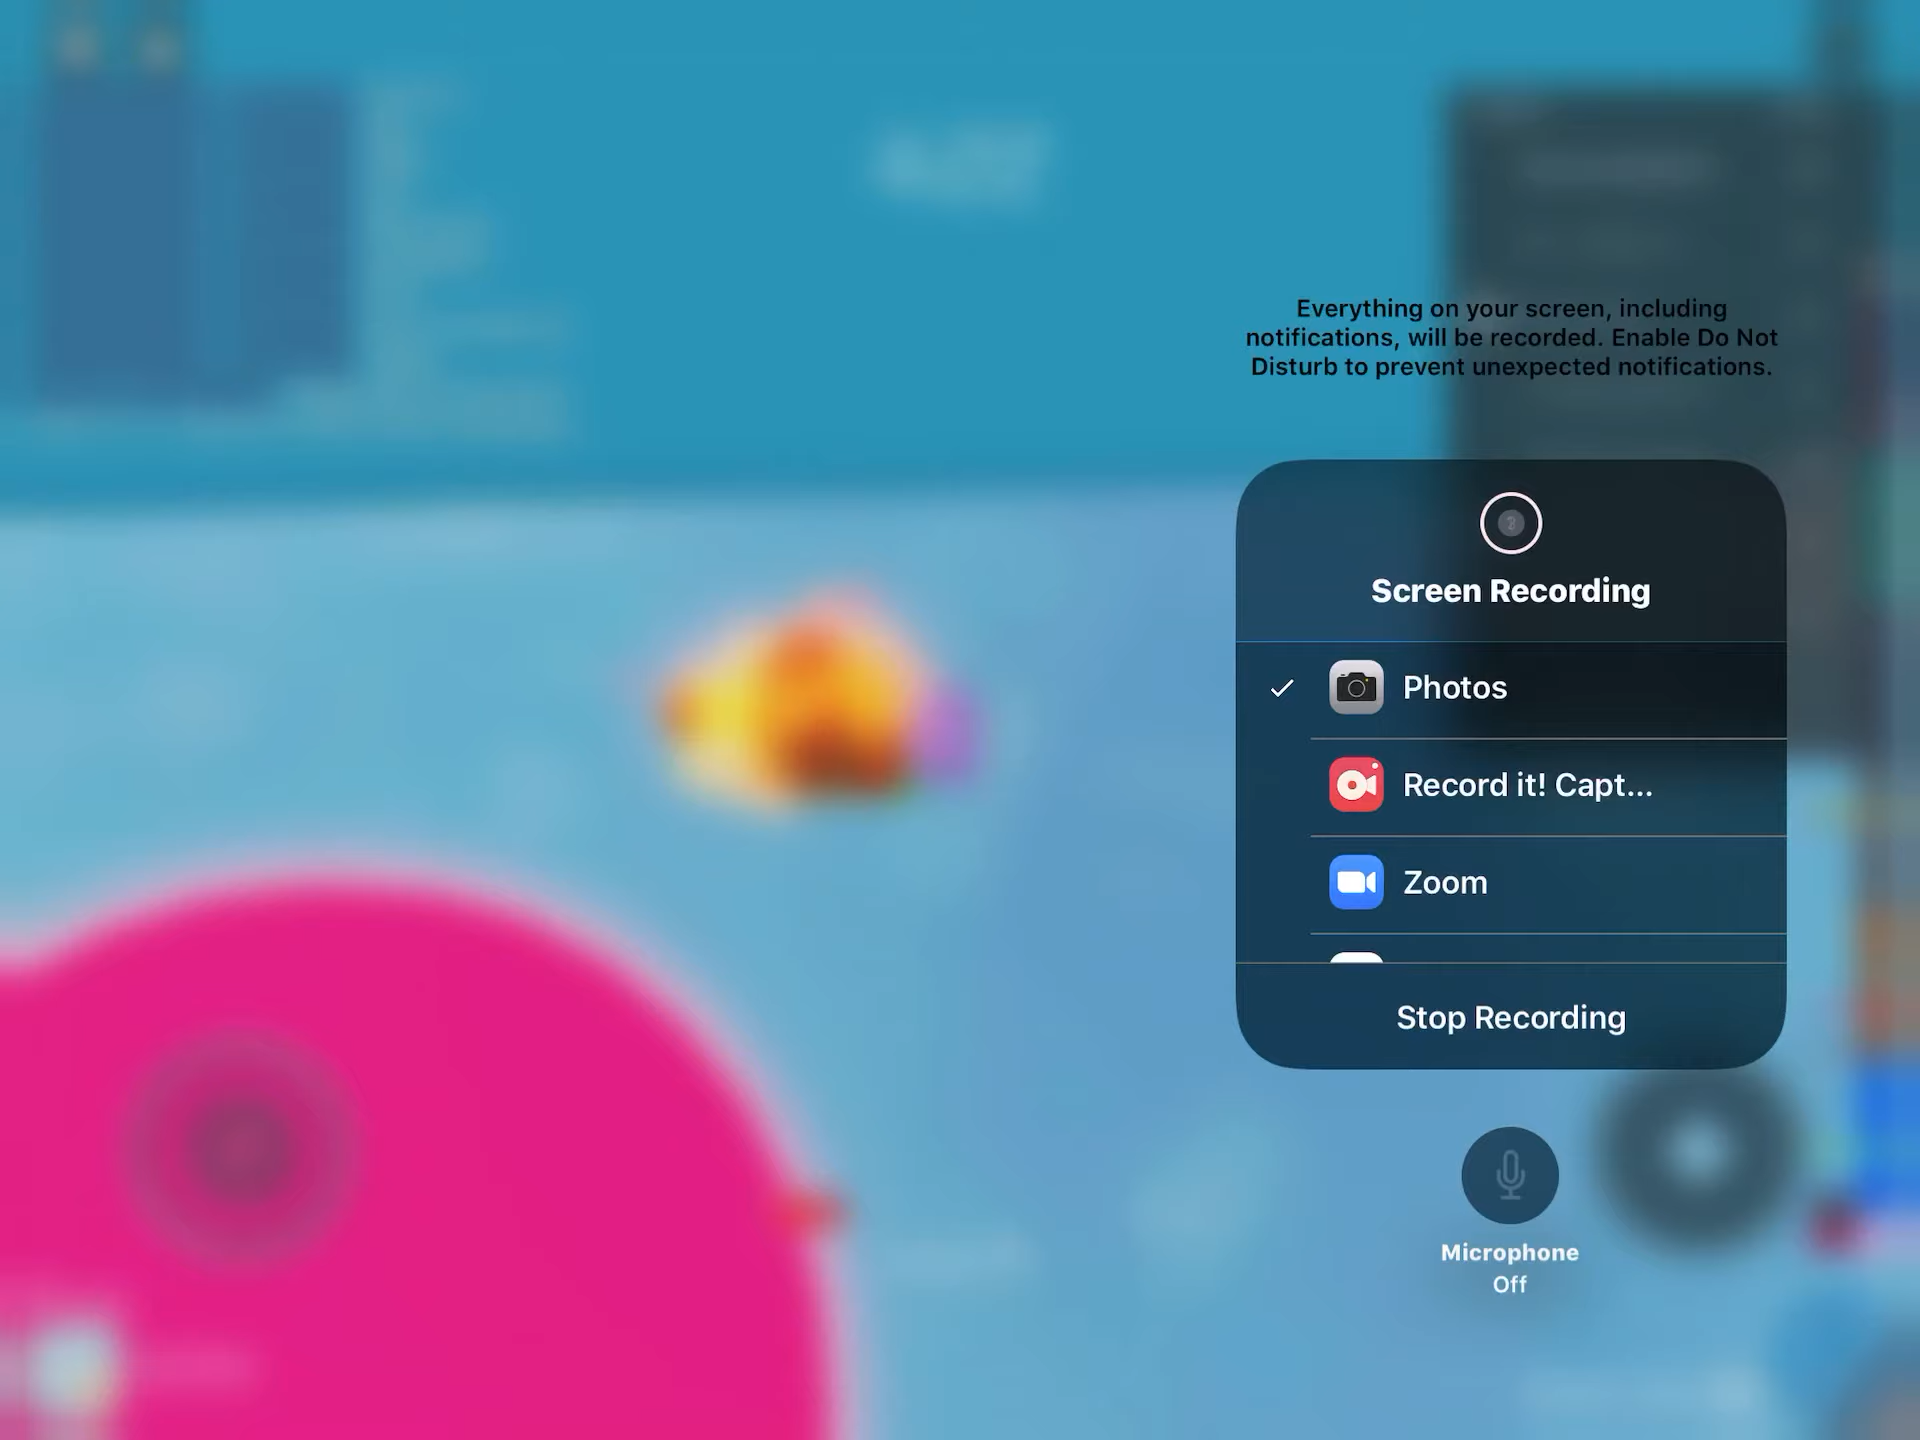 Everything on your screen, including
notifications, will be recorded. Enable Do Not
Disturb to prevent unexpected notifications.
Screen Recording
Photos
Record it! Capt...
Zoom
Stop Recording
Microphone
Off